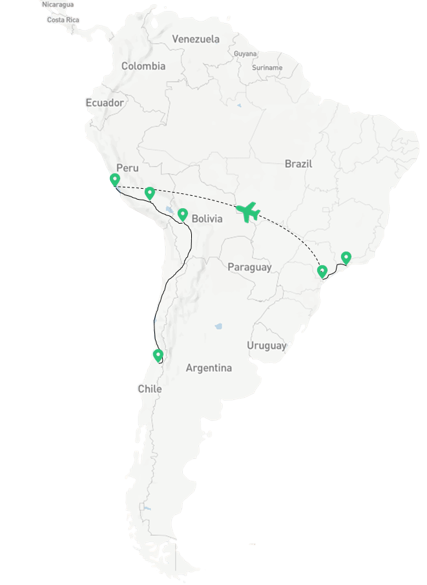 Nicaragua
Costa Rica
Venezuela
Guyana
Suriname
Colombia
Ecuador
Peru
Brazil
Bolivia
Paraguay
Uruguay
Argentina
Chile